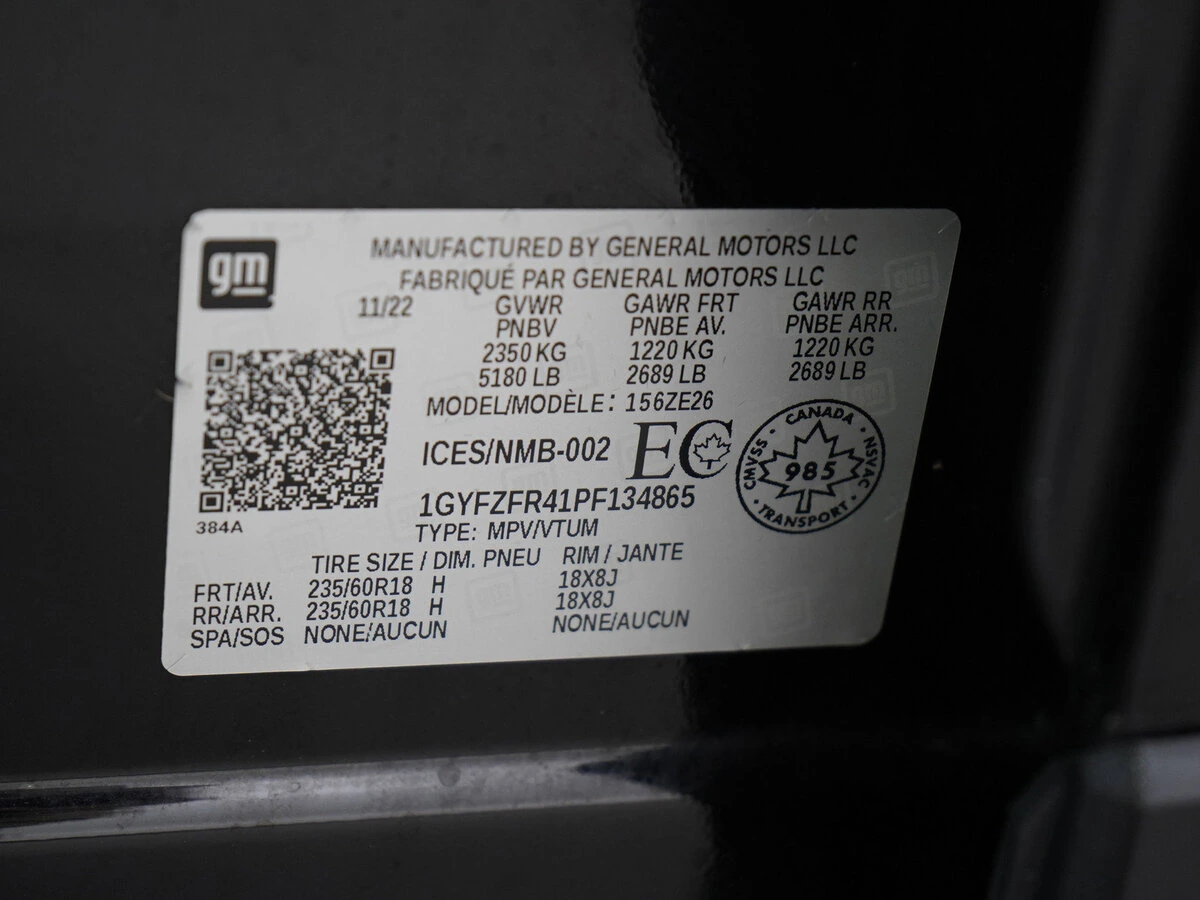 gm
MANUFACTURED BY GENERAL MOTORS LLC
FABRIQUÉ PAR GENERAL MOTORS LLC
11/22 GVWR GAWR FRT GAWR RR
PNBV PNBE AV. PNBE ARR.
2350 KG 1220 KG 1220 KG
5180 LB 2689 LB 2689 LB
MODEL/MODÈLE: 156ZE26
ICES/NMB-002 EC
CANADA
CMVSS 985 NSVAC
TRANSPORT
1GYFZFR41PF134865
384A
TYPE: MPV/VTUM
TIRE SIZE / DIM. PNEU RIM / JANTE
FRT/AV. 235/60R18 H 18X8J
RR/ARR. 235/60R18 H 18X8J
SPA/SOS NONE/AUCUN NONE/AUCUN